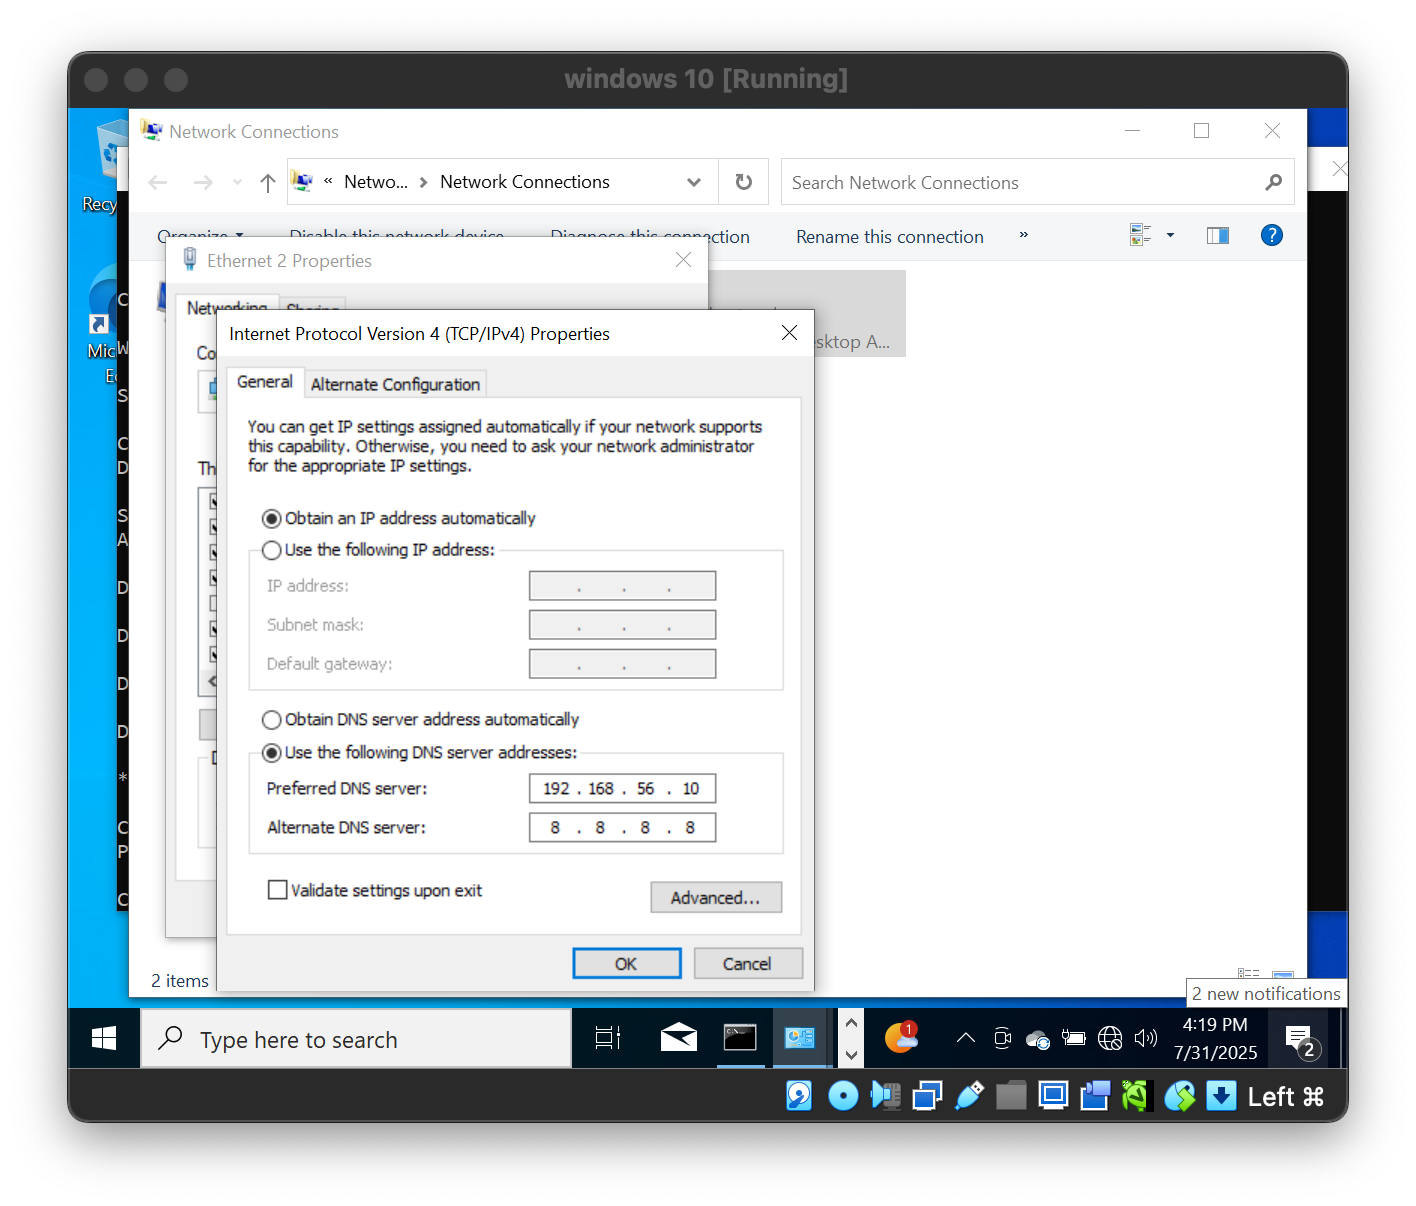 windows 10 [Running]
Network Connections
« Netwo... › Network Connections
Search Network Connections
Organize
Disable this network device
Diagnose this connection
Rename this connection
»
Ethernet 2 Properties
Networking
Sharing
Internet Protocol Version 4 (TCP/IPv4) Properties
General
Alternate Configuration
You can get IP settings assigned automatically if your network supports
this capability. Otherwise, you need to ask your network administrator
for the appropriate IP settings.
Obtain an IP address automatically
Use the following IP address:
IP address:
. . .
Subnet mask:
. . .
Default gateway:
. . .
Obtain DNS server address automatically
Use the following DNS server addresses:
Preferred DNS server:
192 . 168 . 56 . 10
Alternate DNS server:
8 . 8 . 8 . 8
Validate settings upon exit
Advanced...
OK
Cancel
esktop A...
Recy
Mic
Ec
C
W
S
C
D
S
A
D
D
D
D
*
C
P
C
Co
Th
2 items
2 new notifications
Type here to search
1
4:19 PM
7/31/2025
2
Left ⌘